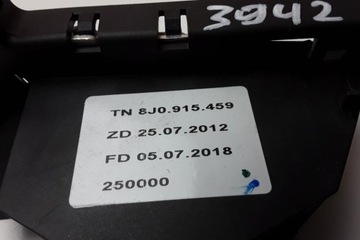 3942
TN 8J0.915.459
ZD 25.07.2012
FD 05.07.2018
250000